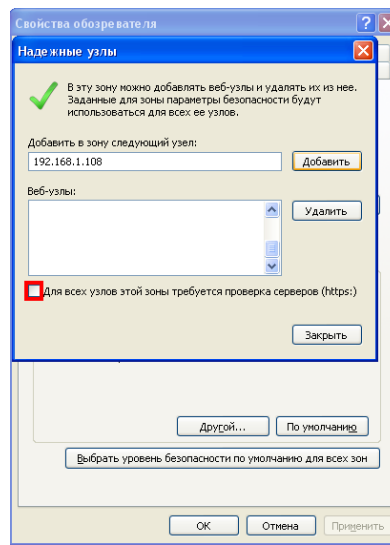 Свойства обозревателя
Надежные узлы
В эту зону можно добавлять веб-узлы и удалять их из нее.
Заданные для зоны параметры безопасности будут
использоваться для всех ее узлов.
Добавить в зону следующий узел:
192.168.1.108 Добавить
Веб-узлы:
Удалить
Для всех узлов этой зоны требуется проверка серверов (https:)
Закрыть
Другой... По умолчанию
Выбрать уровень безопасности по умолчанию для всех зон
ОК Отмена Применить